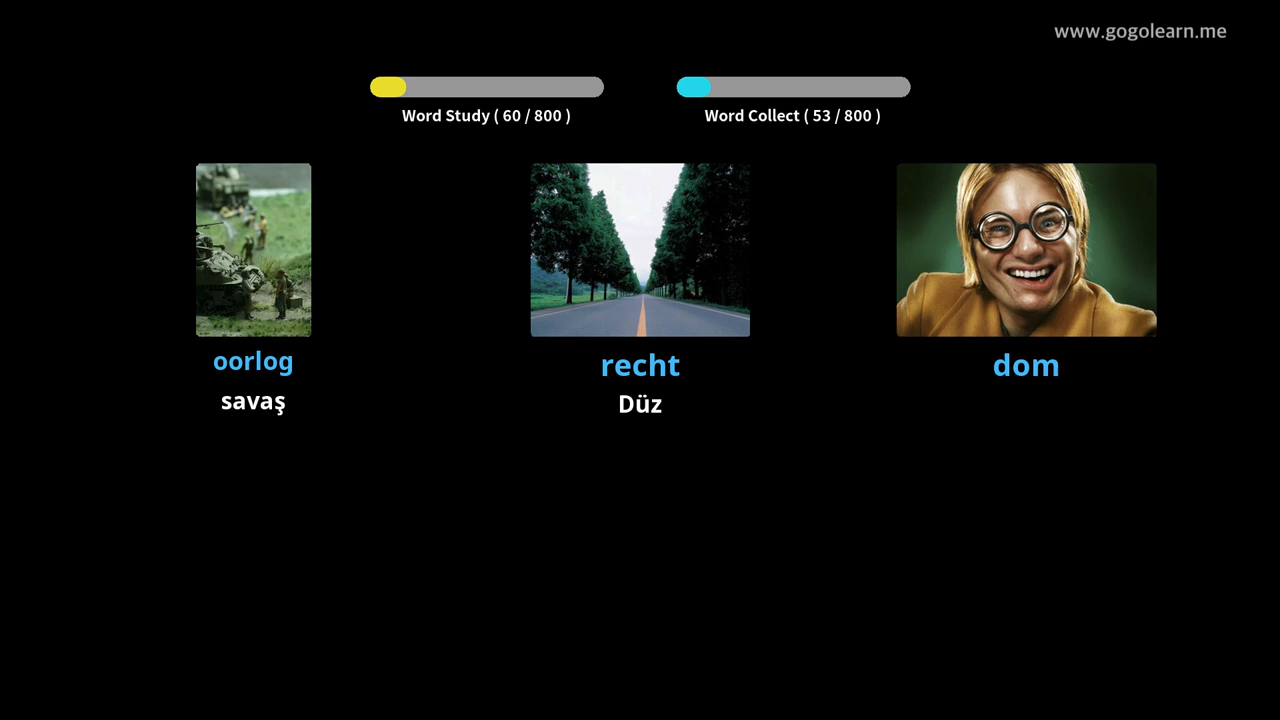 www.gogolearn.me
Word Study ( 60 / 800 )
Word Collect ( 53 / 800 )
oorlog
savaş
recht
Düz
dom